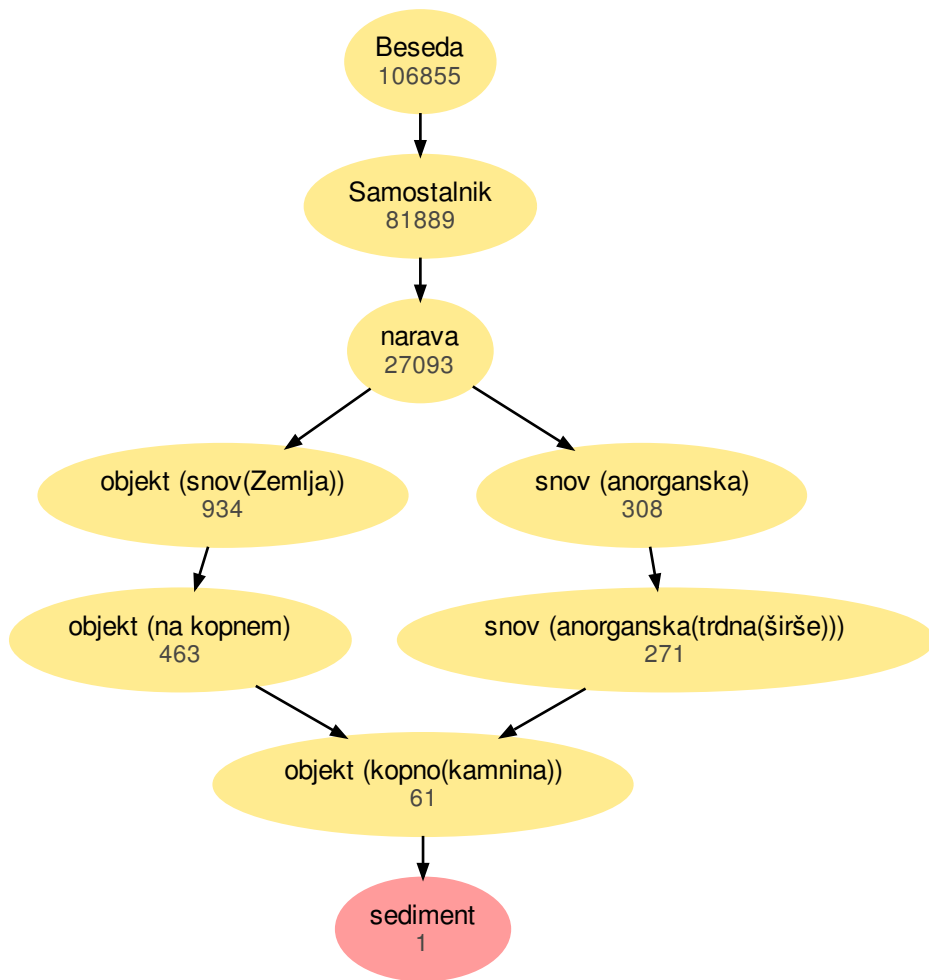 Beseda
106855
Samostalnik
81889
narava
27093
objekt (snov(Zemlja))
934
snov (anorganska)
308
objekt (na kopnem)
463
snov (anorganska(trdna(širše)))
271
objekt (kopno(kamnina))
61
sediment
1